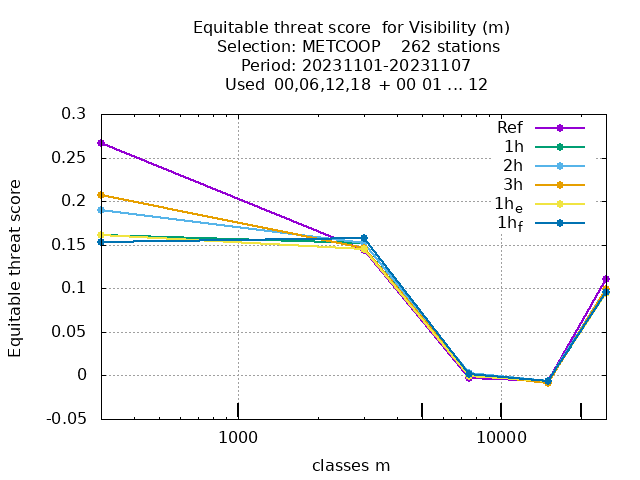 Equitable threat score for Visibility (m)
Selection: METCOOP 262 stations
Period: 20231101-20231107
Used 00,06,12,18 + 00 01 ... 12
0.3
0.25
0.2
0.15
0.1
0.05
0
-0.05
Equitable threat score
Ref
1h
2h
3h
1he
1hf
1000
10000
classes m